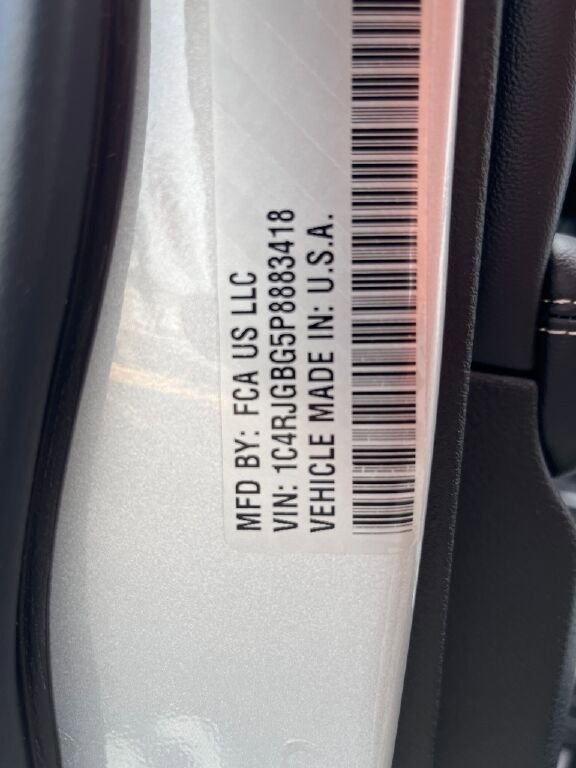 MFD BY: FCA US LLC
VIN: 1C4RJGBG5P8883418
VEHICLE MADE IN: U.S.A.